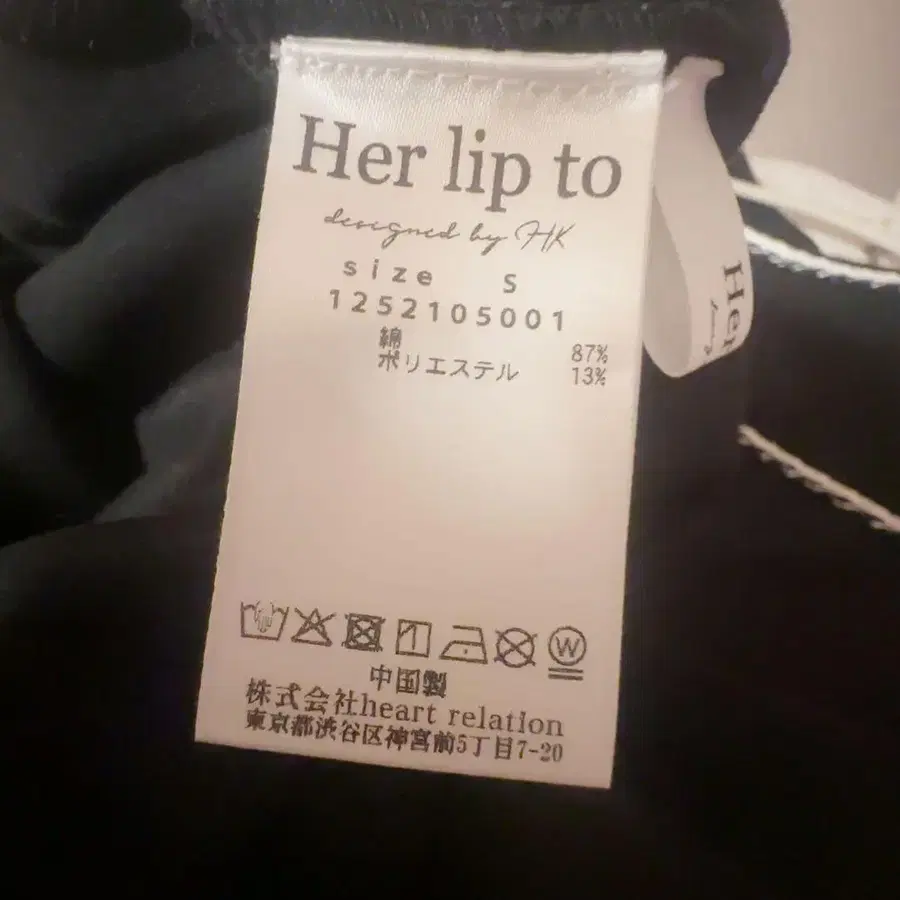 Her lip to
designed by HK
size S
1252105001
綿 87%
ポリエステル 13%
W
中国製
株式会社heart relation
東京都渋谷区神宮前5丁目7-20
Her